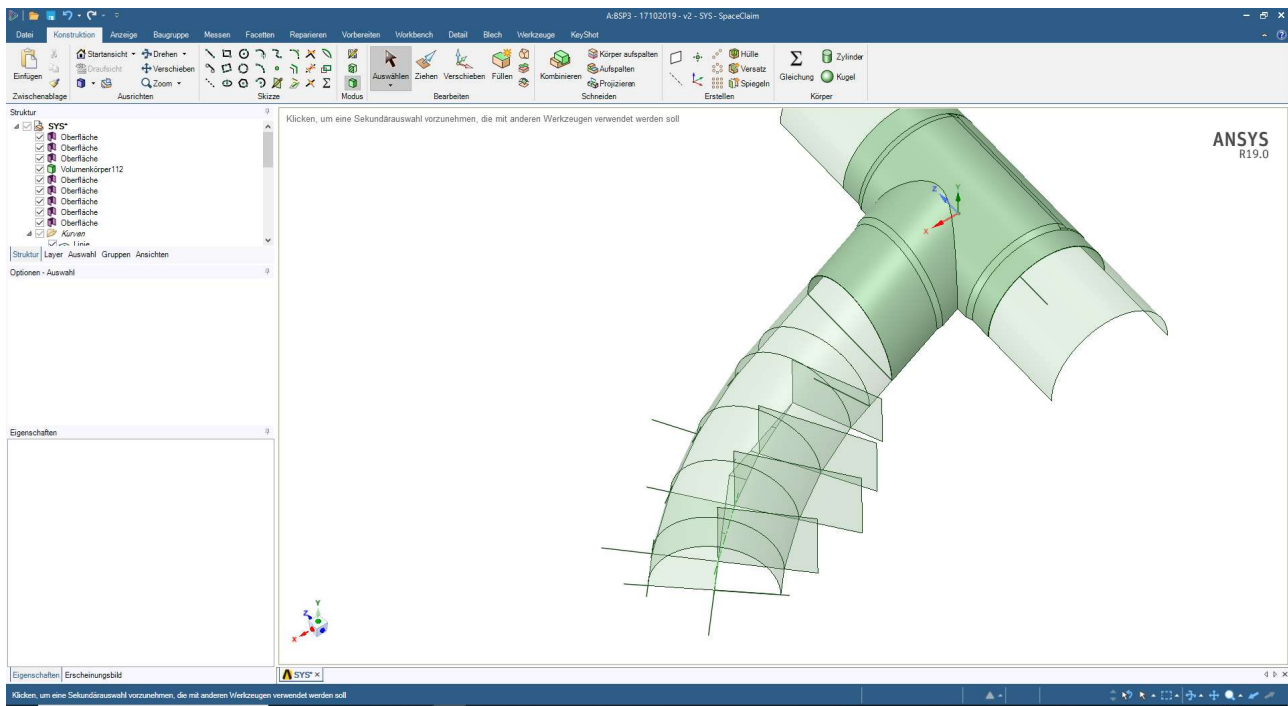 A:BSP3 - 17102019 - v2 - SYS - SpaceClaim
Datei Konstruktion Anzeige Baugruppe Messen Facetten Reparieren Vorbereiten Workbench Detail Blech Werkzeuge KeyShot
Startansicht Drehen
Draufsicht Verschieben
Zoom
Einfügen
Auswählen Ziehen Verschieben Füllen
Kombinieren
Körper aufspalten
Aufspalten
Projizieren
Hülle
Versatz
Spiegeln
Gleichung
Zylinder
Kugel
Zwischenablage Ausrichten Skizze Modus Bearbeiten Schneiden Erstellen Körper
Struktur
SYS*
Oberfläche
Oberfläche
Oberfläche
Volumenkörper112
Oberfläche
Oberfläche
Oberfläche
Oberfläche
Oberfläche
Kurven
Linie
Struktur Layer Auswahl Gruppen Ansichten
Optionen - Auswahl
Eigenschaften
Eigenschaften Erscheinungsbild
Klicken, um eine Sekundärauswahl vorzunehmen, die mit anderen Werkzeugen verwendet werden soll
ANSYS
R19.0
Z Y
X
Y
Z
X
SYS*
Klicken, um eine Sekundärauswahl vorzunehmen, die mit anderen Werkzeugen verwendet werden soll